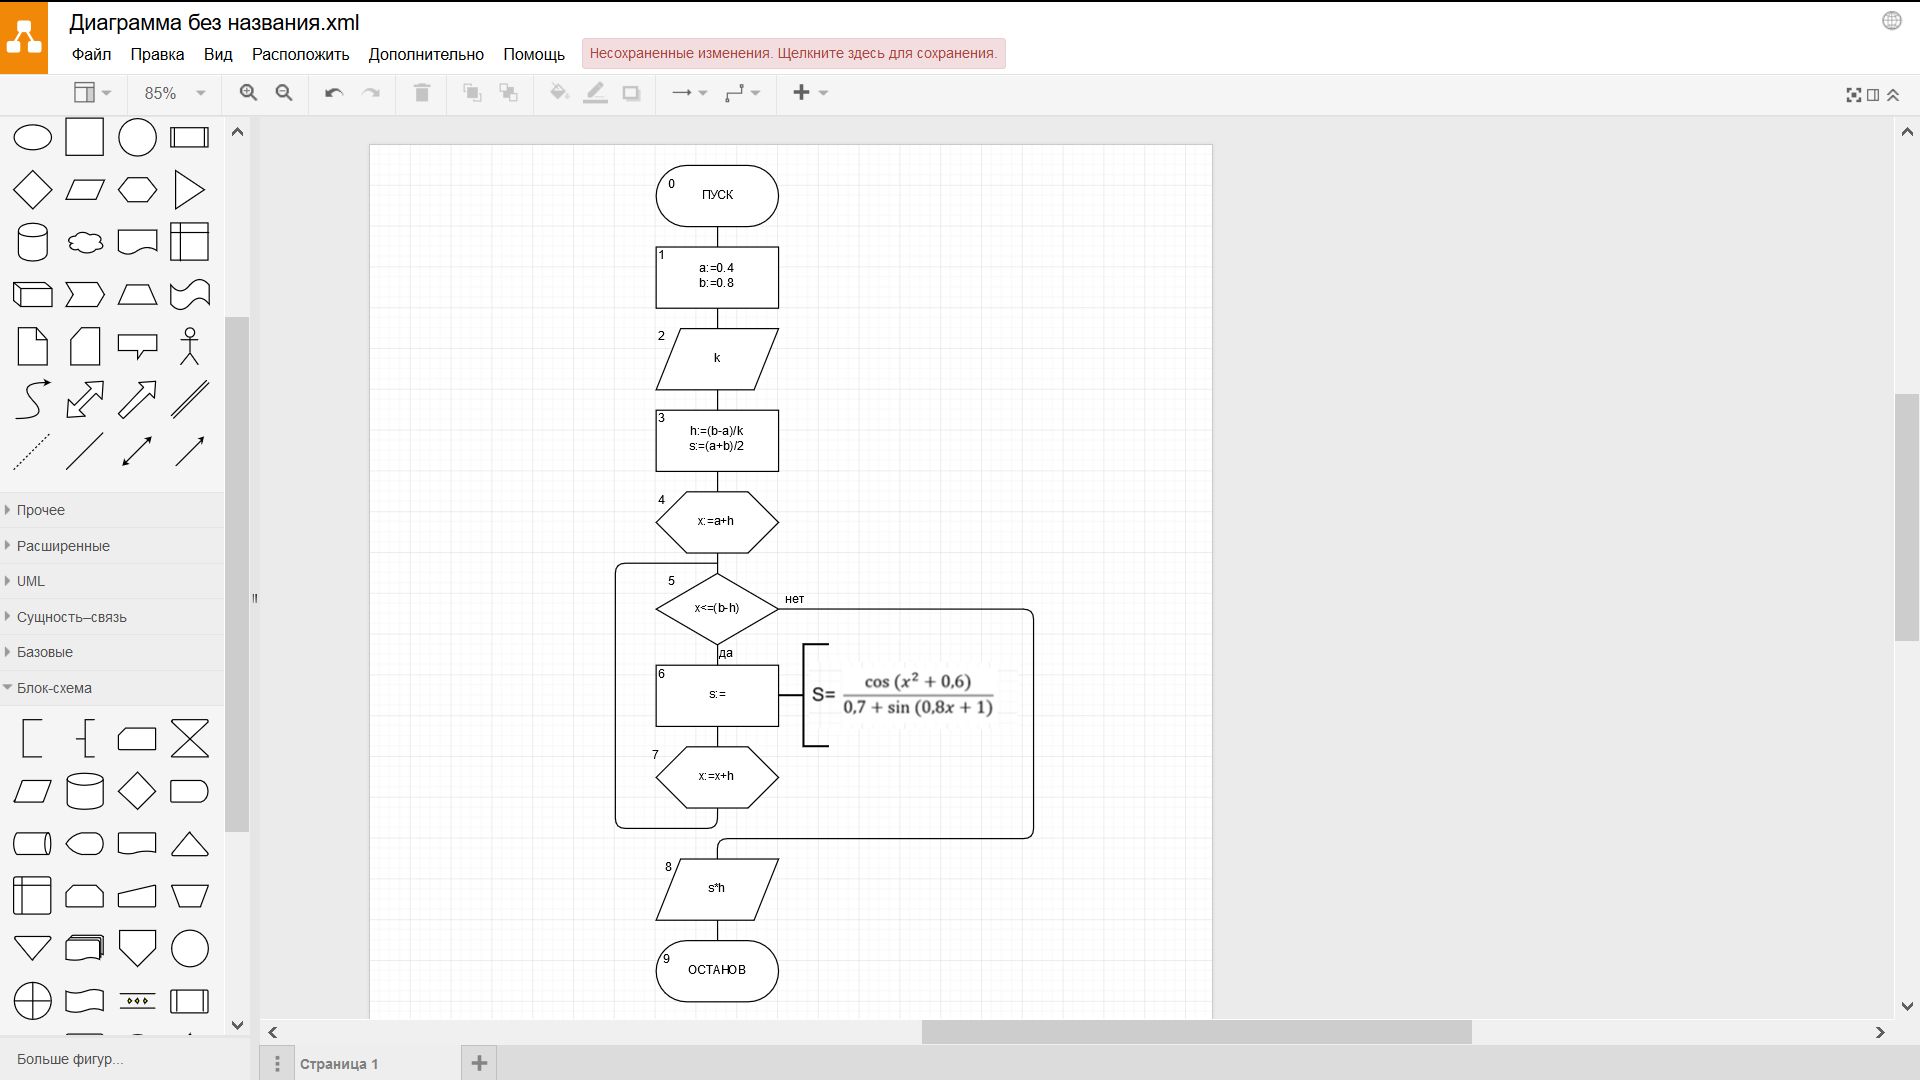 Диаграмма без названия.xml
Файл Правка Вид Расположить Дополнительно Помощь Несохраненные изменения. Щелкните здесь для сохранения.
85%
0
ПУСК
1
a:=0.4
b:=0.8
2
k
3
h:=(b-a)/k
s:=(a+b)/2
4
x:=a+h
5
x<=(b-h)
нет
да
6
s:=
S= cos (x² + 0,6)
0,7 + sin (0,8x + 1)
7
x:=x+h
8
s*h
9
ОСТАНОВ
Прочее
Расширенные
UML
Сущность–связь
Базовые
Блок-схема
Больше фигур...
Страница 1